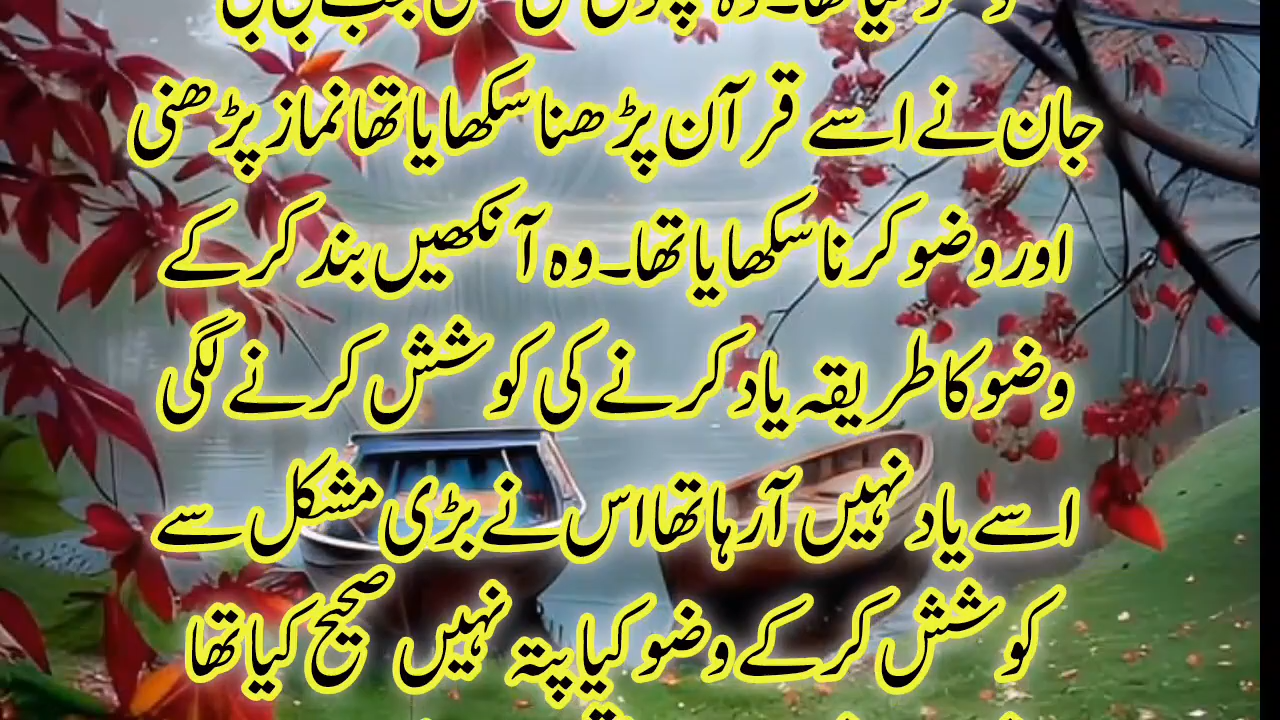 جان نے اسے قرآن پڑھنا سکھایا تھا نماز پڑھنی
اور وضو کرنا سکھایا تھا۔ وہ آنکھیں بند کر کے
وضو کا طریقہ یاد کرنے کی کوشش کرنے لگی
اسے یاد نہیں آرہا تھا اس نے بڑی مشکل سے
کوشش کر کے وضو کیا پتہ نہیں صحیح کیا تھا